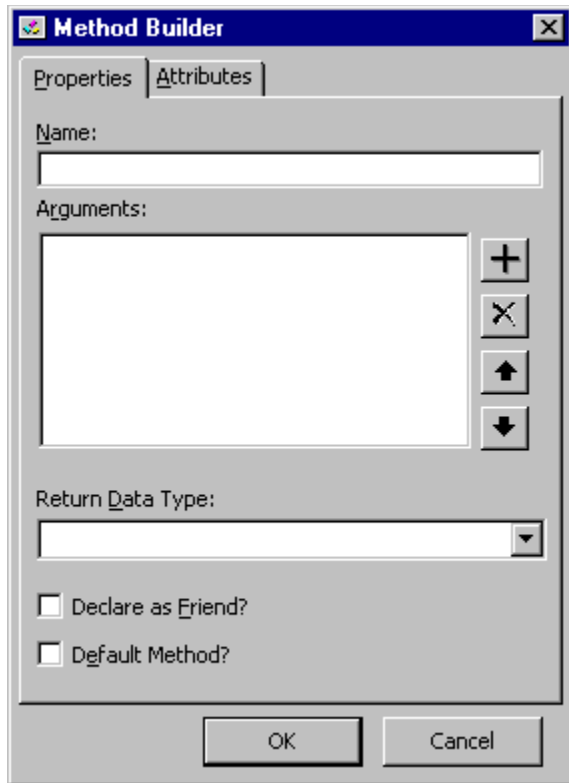 Method Builder
Properties Attributes
Name:
Arguments:
Return Data Type:
Declare as Friend?
Default Method?
OK Cancel